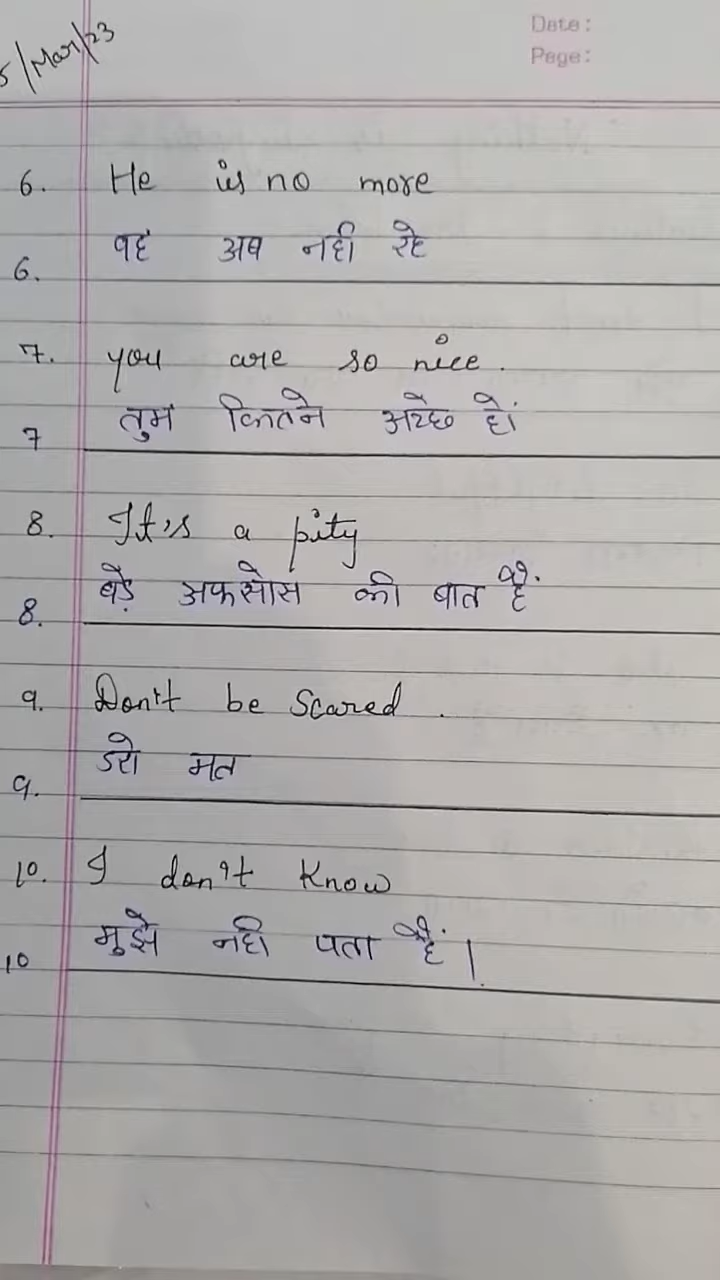 Date:
Page:
5/Mar/23
6. He is no more
6. वह अब नही रहे
7. you are so nice.
7 तुम कितने अच्छे हों
8. It's a pity
8. बड़े अफसोस की बात हैं
9. Don't be Scared.
9. डरो मत
10. I don't know
10 मुझे नही पता हैं।